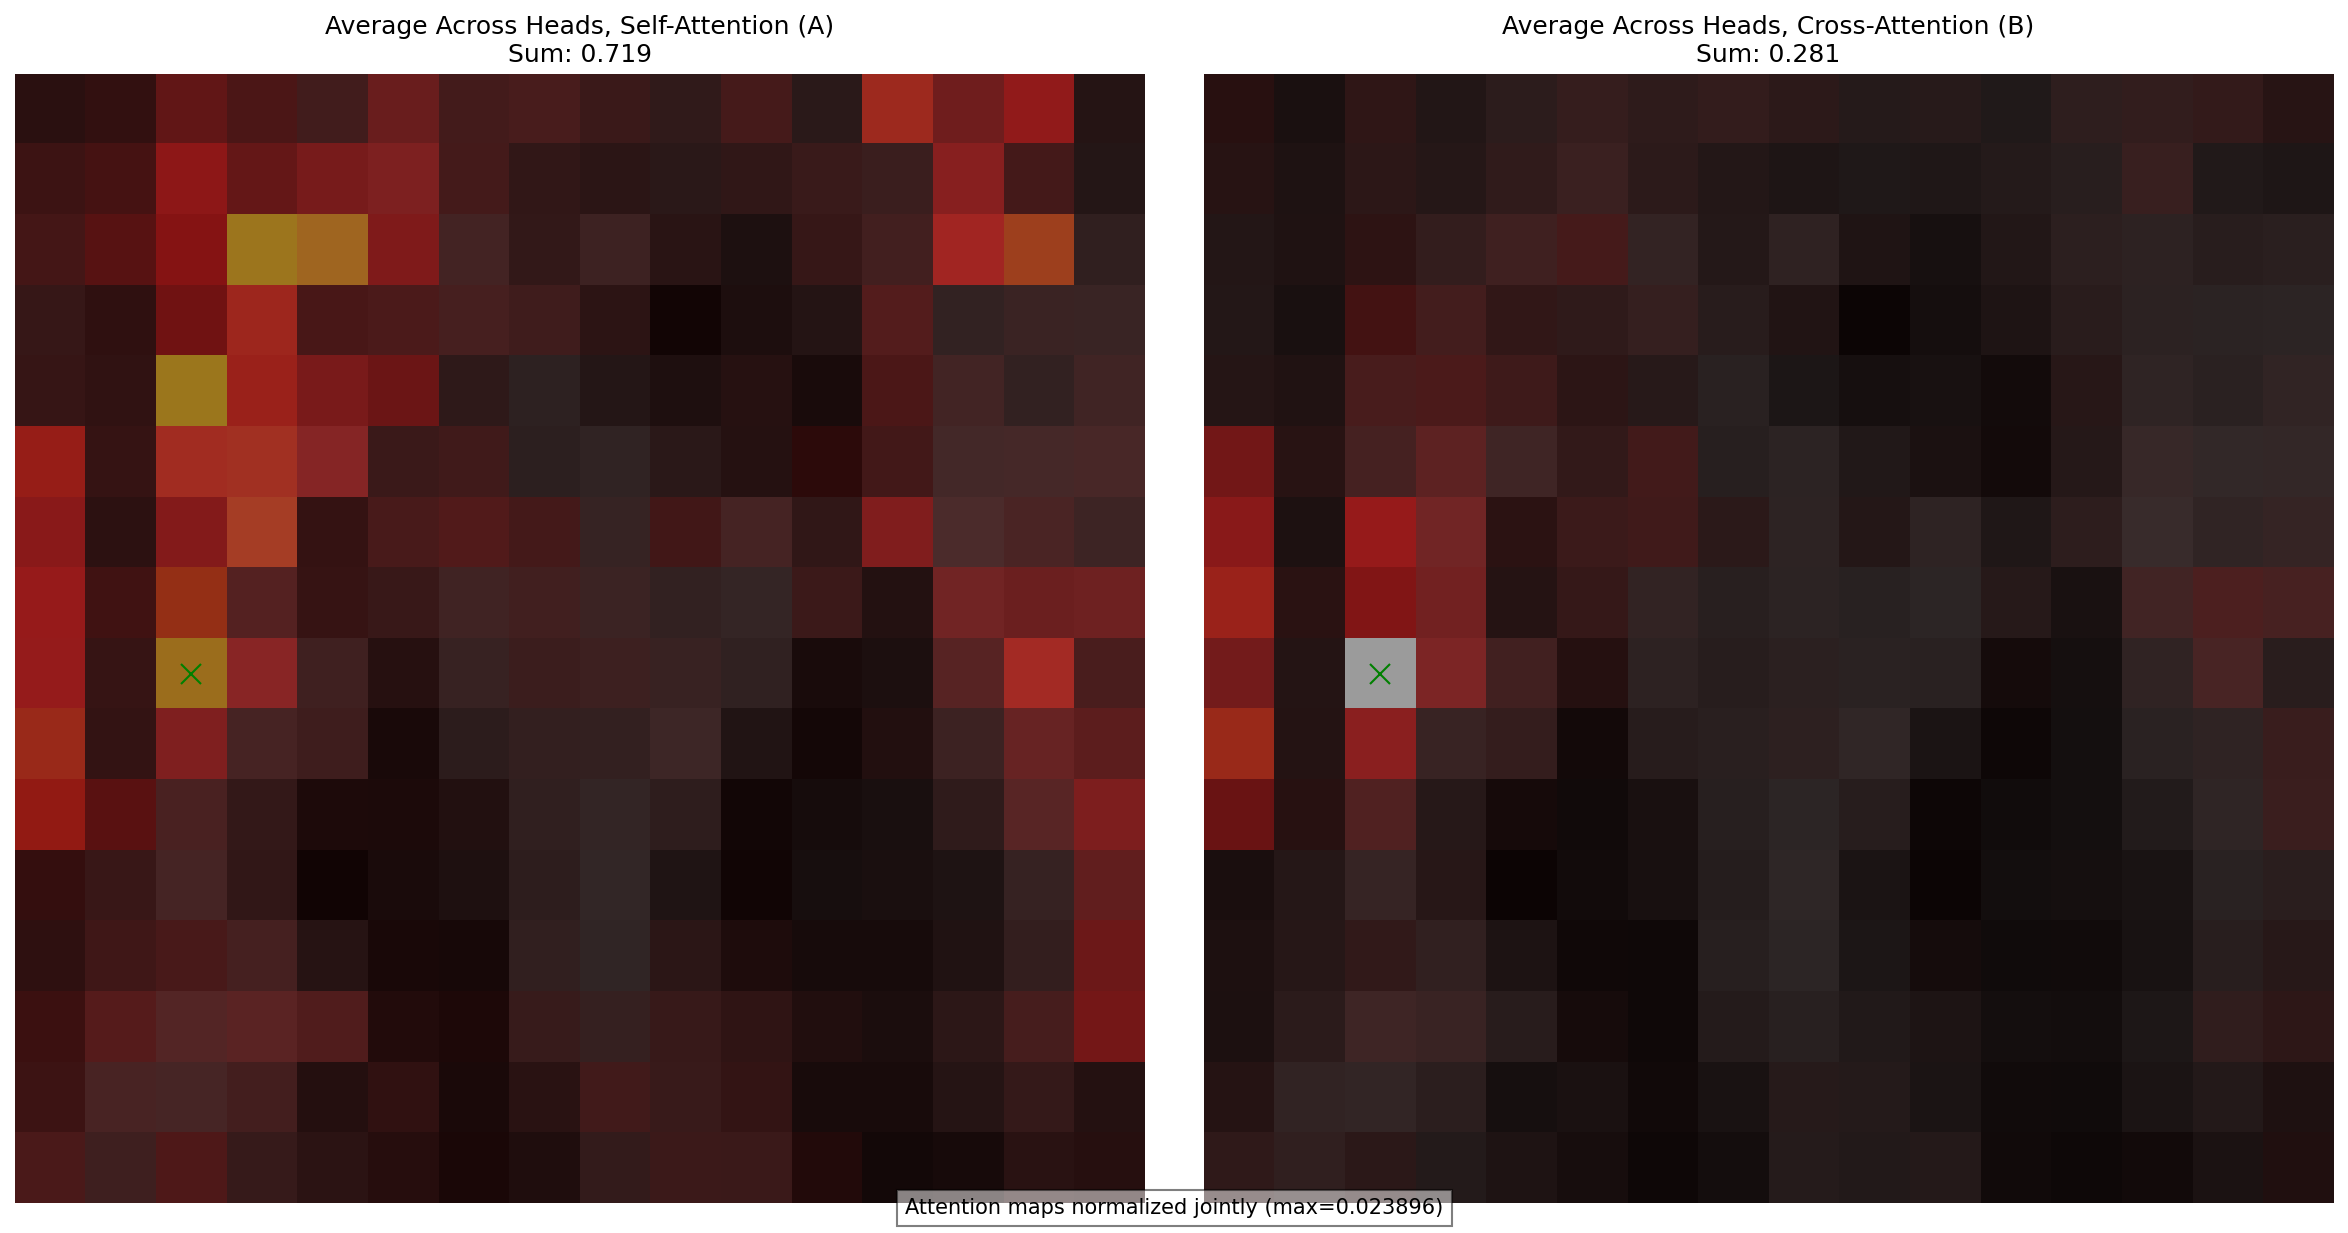 Average Across Heads, Self-Attention (A)
Sum: 0.719
Average Across Heads, Cross-Attention (B)
Sum: 0.281
Attention maps normalized jointly (max=0.023896)